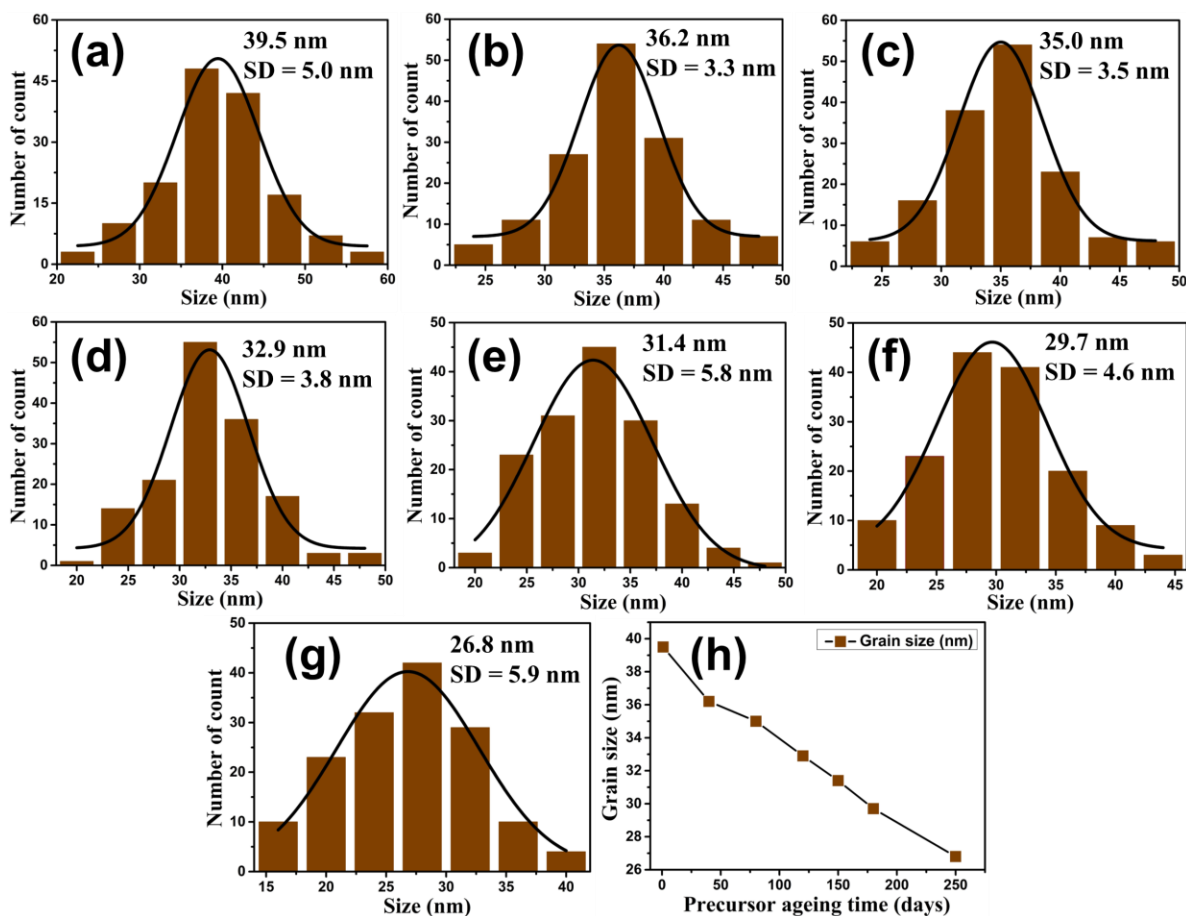 (a)
39.5 nm
SD = 5.0 nm
Number of count
60
45
30
15
0
20 30 40 50 60
Size (nm)
(b)
36.2 nm
SD = 3.3 nm
Number of count
60
50
40
30
20
10
0
25 30 35 40 45 50
Size (nm)
(c)
35.0 nm
SD = 3.5 nm
Number of count
60
50
40
30
20
10
0
25 30 35 40 45 50
Size (nm)
(d)
32.9 nm
SD = 3.8 nm
Number of count
60
50
40
30
20
10
0
20 25 30 35 40 45 50
Size (nm)
(e)
31.4 nm
SD = 5.8 nm
Number of count
50
40
30
20
10
0
20 25 30 35 40 45 50
Size (nm)
(f)
29.7 nm
SD = 4.6 nm
Number of count
50
40
30
20
10
0
20 25 30 35 40 45
Size (nm)
(g)
26.8 nm
SD = 5.9 nm
Number of count
50
40
30
20
10
0
15 20 25 30 35 40
Size (nm)
(h)
Grain size (nm)
Grain size (nm)
40
38
36
34
32
30
28
26
0 50 100 150 200 250
Precursor ageing time (days)